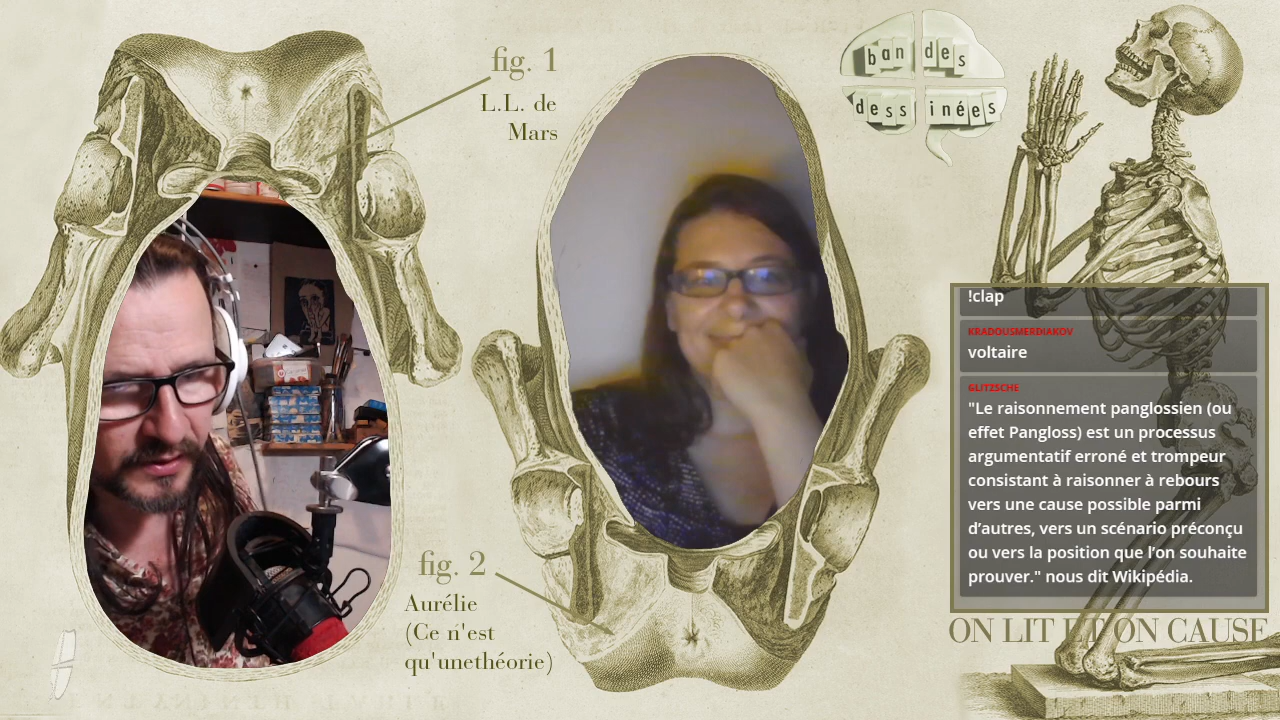 fig. 1
L.L. de
Mars
bandes
dessinées
!clap
KRADOUSMERDIAKOV
voltaire
GLITZSCHE
"Le raisonnement panglossien (ou
effet Pangloss) est un processus
argumentatif erroné et trompeur
consistant à raisonner à rebours
vers une cause possible parmi
d'autres, vers un scénario préconçu
ou vers la position que l'on souhaite
prouver." nous dit Wikipédia.
fig. 2
Aurélie
(Ce n'est
qu'unethéorie)
ON LIT ET ON CAUSE